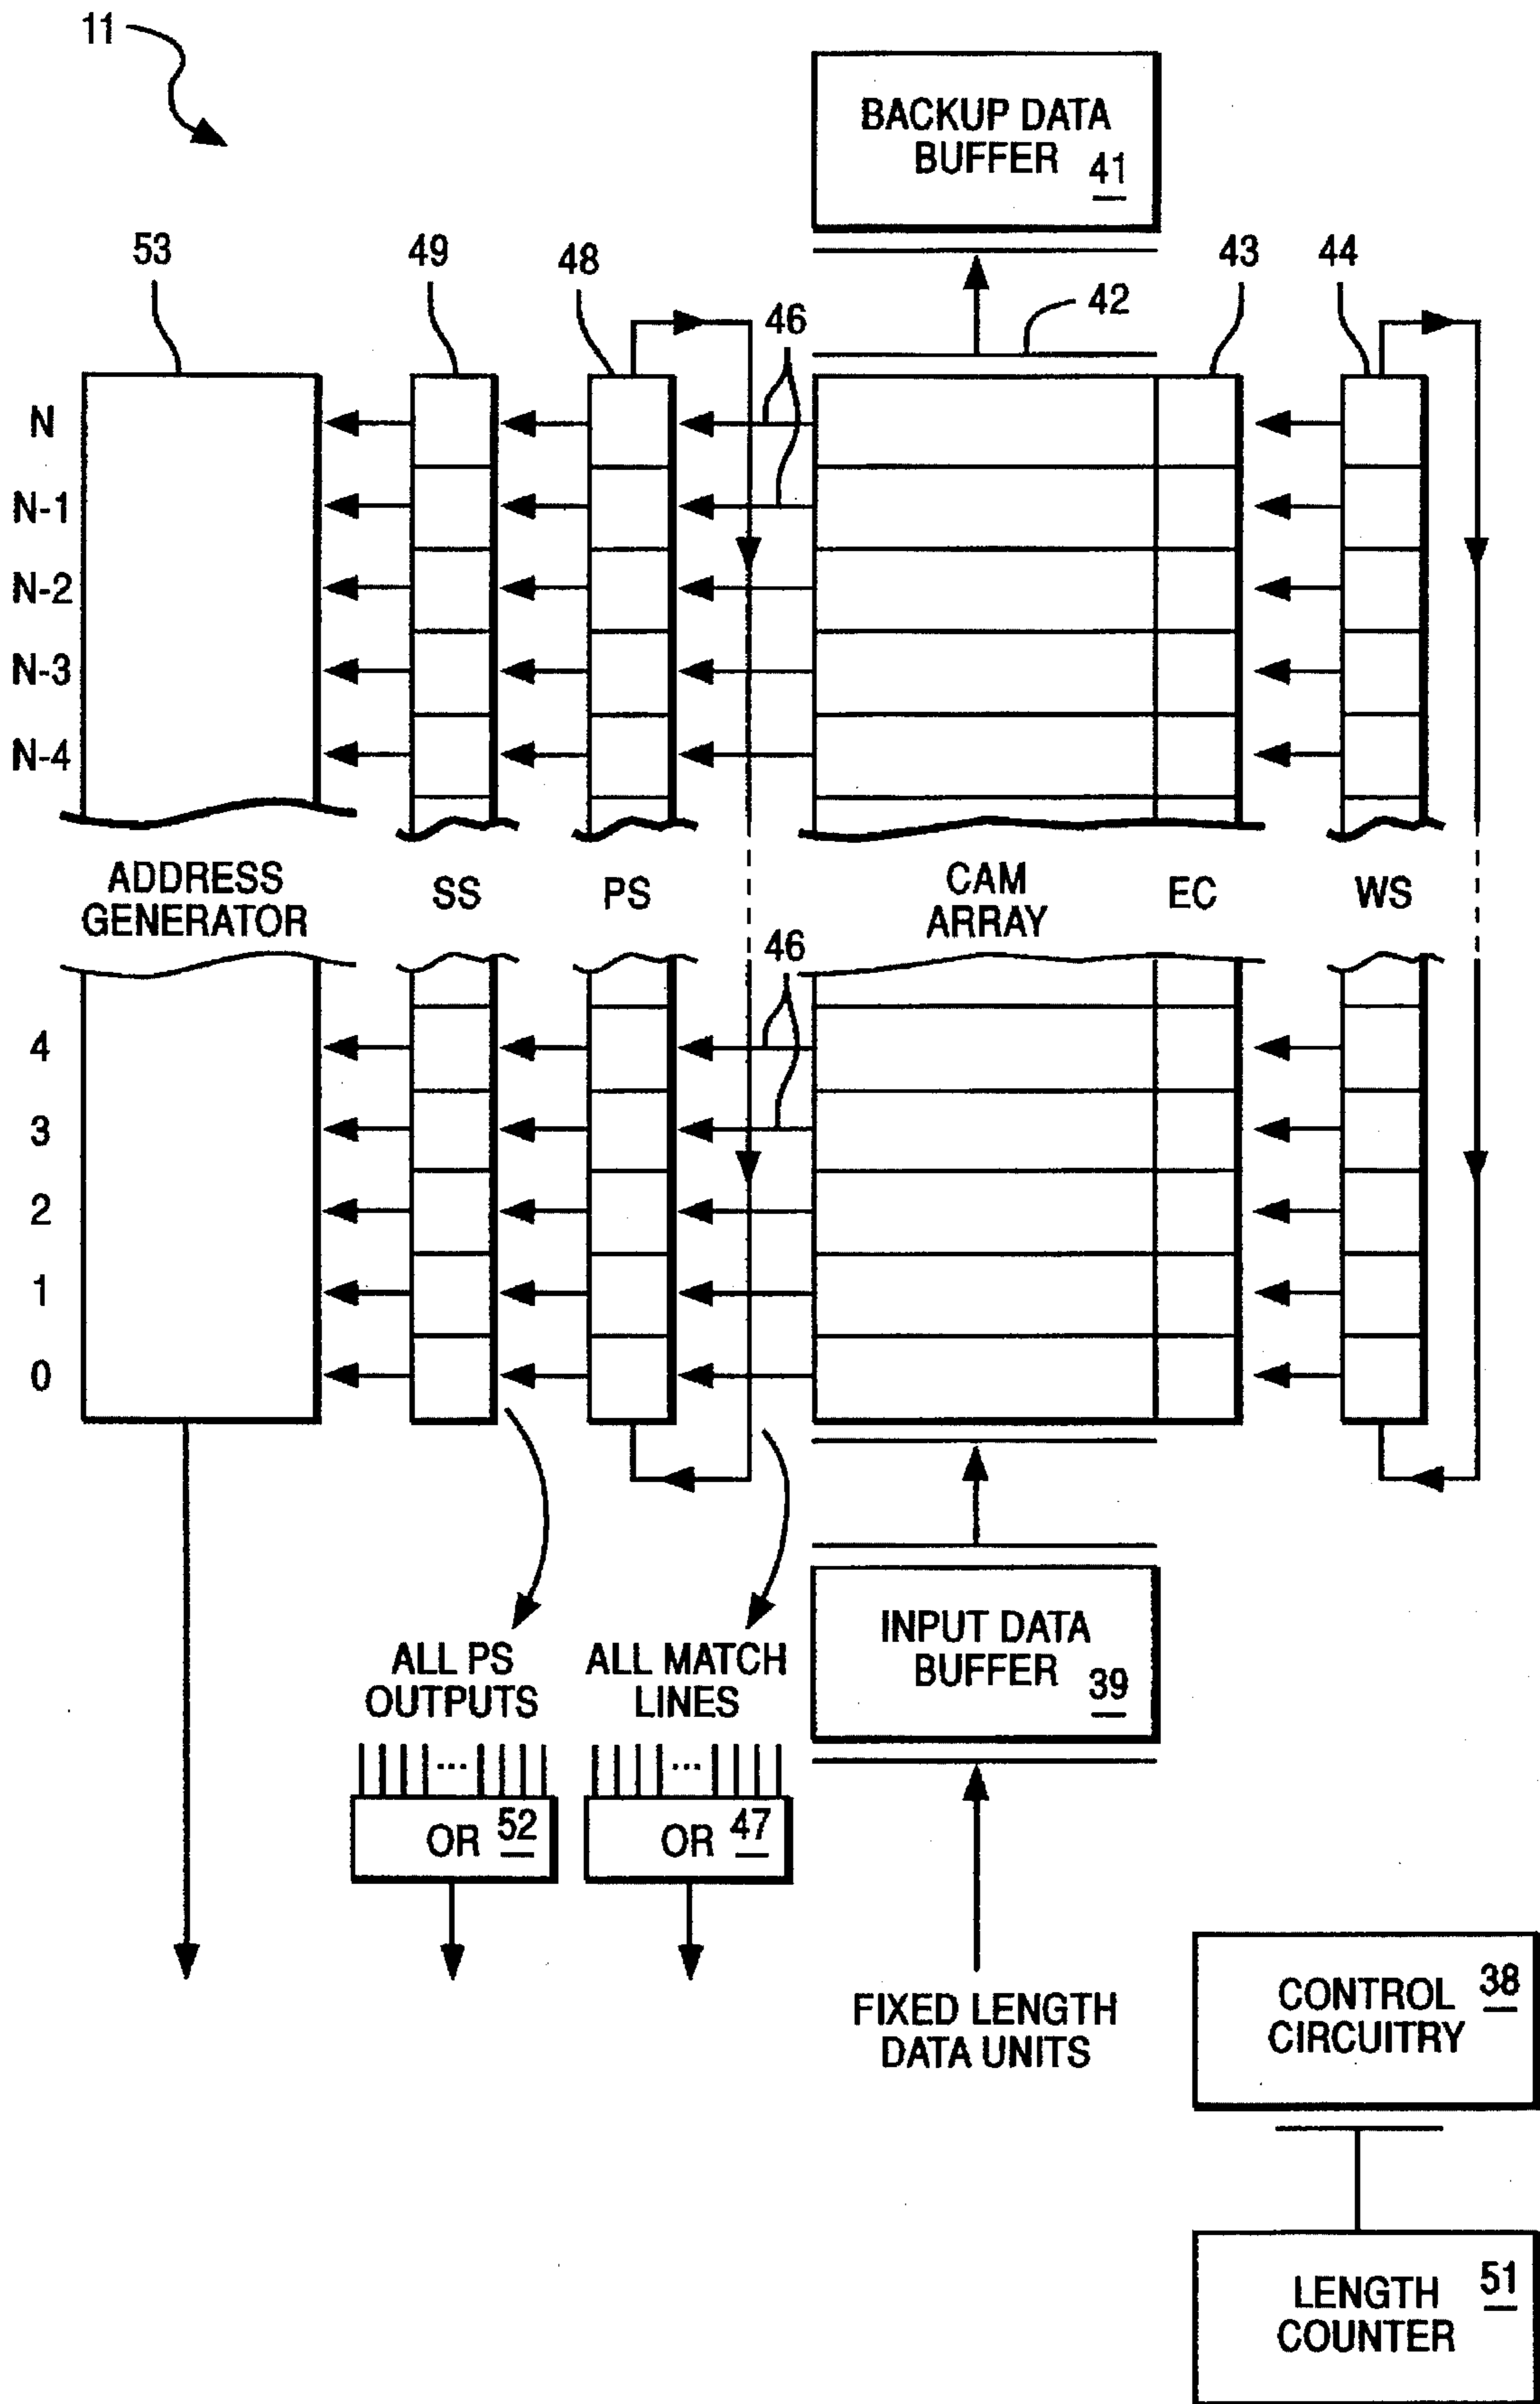 11
BACKUP DATA
BUFFER 41
53
49
48
46
42
43
44
N
N-1
N-2
N-3
N-4
ADDRESS
GENERATOR
SS
PS
CAM
ARRAY
EC
WS
46
4
3
2
1
0
ALL PS
OUTPUTS
ALL MATCH
LINES
INPUT DATA
BUFFER 39
...
...
OR 52
OR 47
FIXED LENGTH
DATA UNITS
CONTROL 38
CIRCUITRY
LENGTH 51
COUNTER